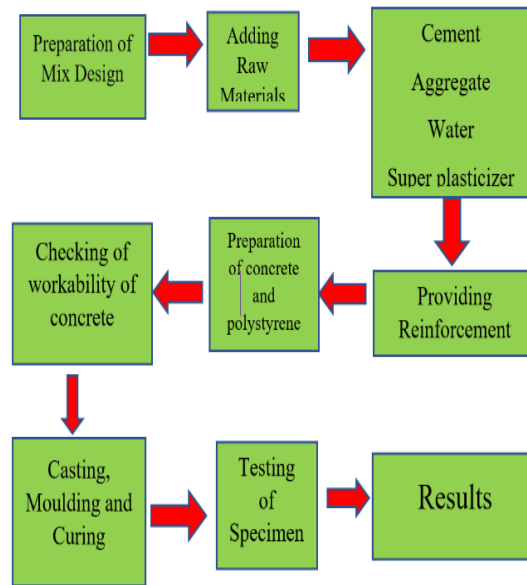 Preparation of
Mix Design
Adding
Raw
Materials
Cement
Aggregate
Water
Super plasticizer
Providing
Reinforcement
Preparation
of concrete
and
polystyrene
Checking of
workability of
concrete
Casting,
Moulding and
Curing
Testing
of
Specimen
Results